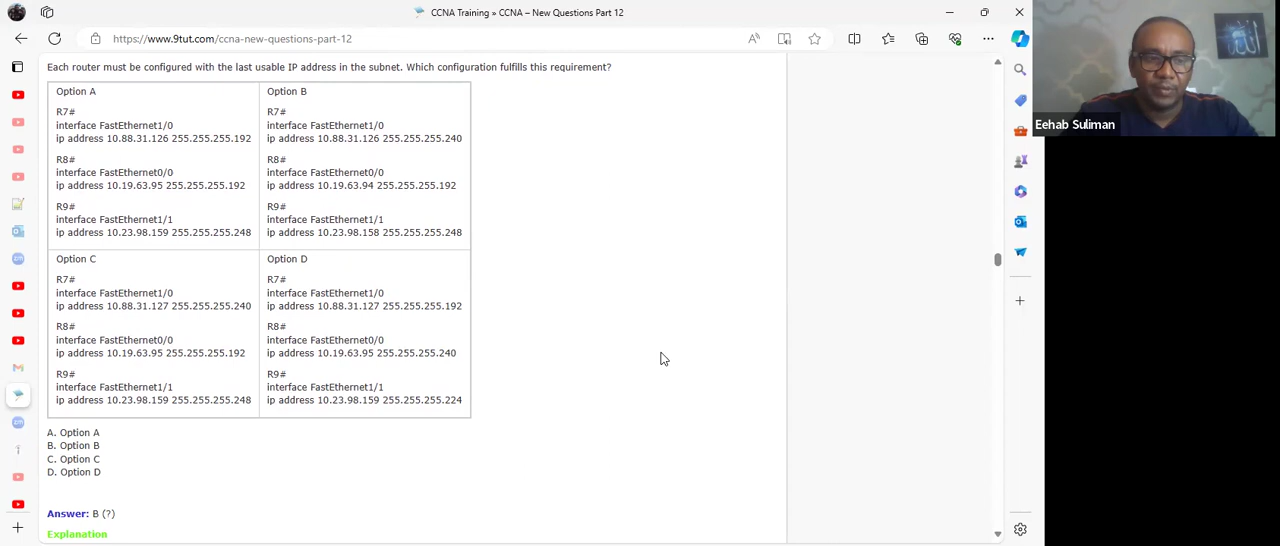 CCNA Training » CCNA – New Questions Part 12
https://www.9tut.com/ccna-new-questions-part-12
Each router must be configured with the last usable IP address in the subnet. Which configuration fulfills this requirement?
Option A
R7#
interface FastEthernet1/0
ip address 10.88.31.126 255.255.255.192
R8#
interface FastEthernet0/0
ip address 10.19.63.95 255.255.255.192
R9#
interface FastEthernet1/1
ip address 10.23.98.159 255.255.255.248
Option B
R7#
interface FastEthernet1/0
ip address 10.88.31.126 255.255.255.240
R8#
interface FastEthernet0/0
ip address 10.19.63.94 255.255.255.192
R9#
interface FastEthernet1/1
ip address 10.23.98.158 255.255.255.248
Option C
R7#
interface FastEthernet1/0
ip address 10.88.31.127 255.255.255.240
R8#
interface FastEthernet0/0
ip address 10.19.63.95 255.255.255.192
R9#
interface FastEthernet1/1
ip address 10.23.98.159 255.255.255.248
Option D
R7#
interface FastEthernet1/0
ip address 10.88.31.127 255.255.255.192
R8#
interface FastEthernet0/0
ip address 10.19.63.95 255.255.255.240
R9#
interface FastEthernet1/1
ip address 10.23.98.159 255.255.255.224
A. Option A
B. Option B
C. Option C
D. Option D
Answer: B (?)
Explanation
Eehab Suliman